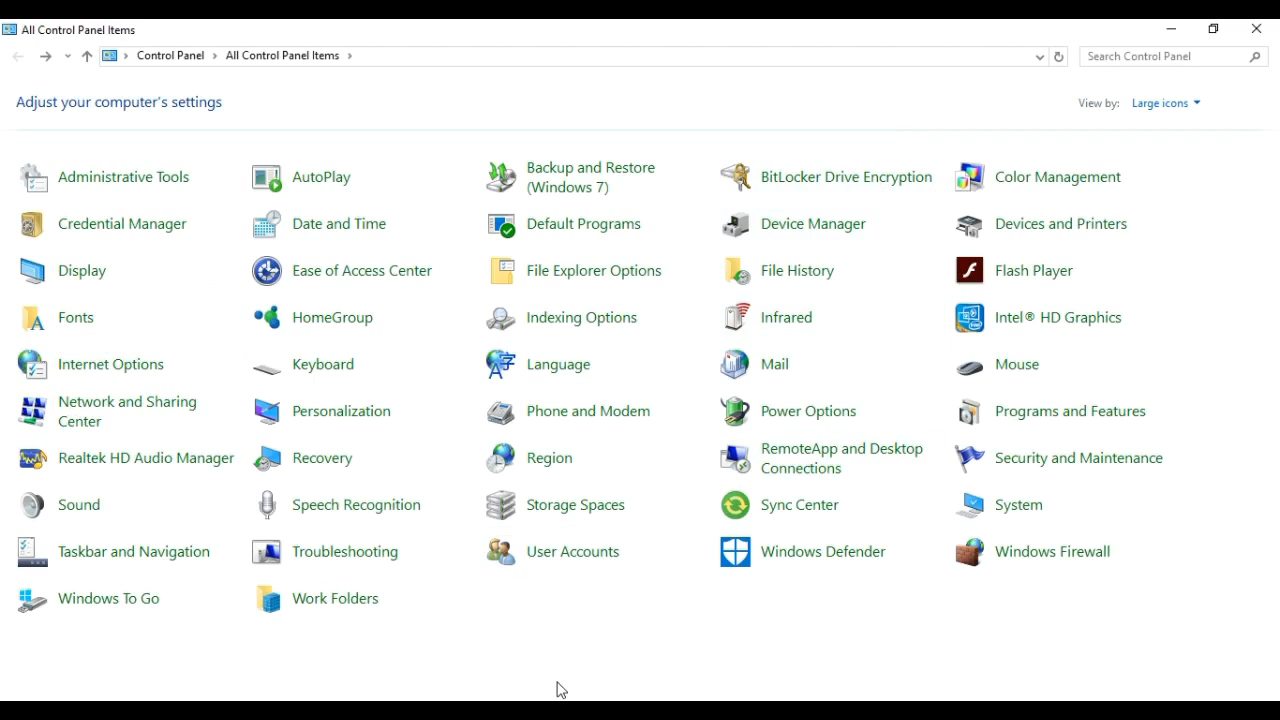 All Control Panel Items
Control Panel > All Control Panel Items >
Search Control Panel
Adjust your computer's settings
View by: Large icons
Administrative Tools
AutoPlay
Backup and Restore
(Windows 7)
BitLocker Drive Encryption
Color Management
Credential Manager
Date and Time
Default Programs
Device Manager
Devices and Printers
Display
Ease of Access Center
File Explorer Options
File History
Flash Player
Fonts
HomeGroup
Indexing Options
Infrared
Intel® HD Graphics
Internet Options
Keyboard
Language
Mail
Mouse
Network and Sharing
Center
Personalization
Phone and Modem
Power Options
Programs and Features
Realtek HD Audio Manager
Recovery
Region
RemoteApp and Desktop
Connections
Security and Maintenance
Sound
Speech Recognition
Storage Spaces
Sync Center
System
Taskbar and Navigation
Troubleshooting
User Accounts
Windows Defender
Windows Firewall
Windows To Go
Work Folders